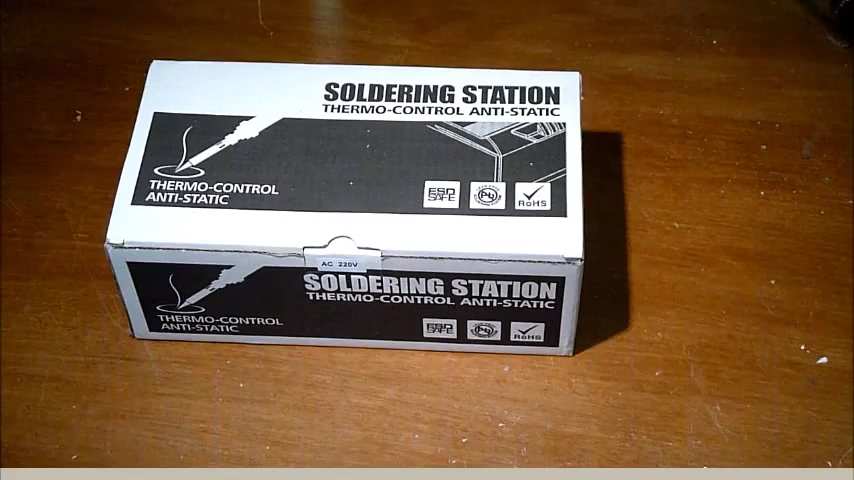 SOLDERING STATION
THERMO-CONTROL ANTI-STATIC
THERMO-CONTROL
ANTI-STATIC
ESD
SAFE
Pb
RoHS
AC 220V
SOLDERING STATION
THERMO-CONTROL ANTI-STATIC
THERMO-CONTROL
ANTI-STATIC
ESD
SAFE
Pb
RoHS